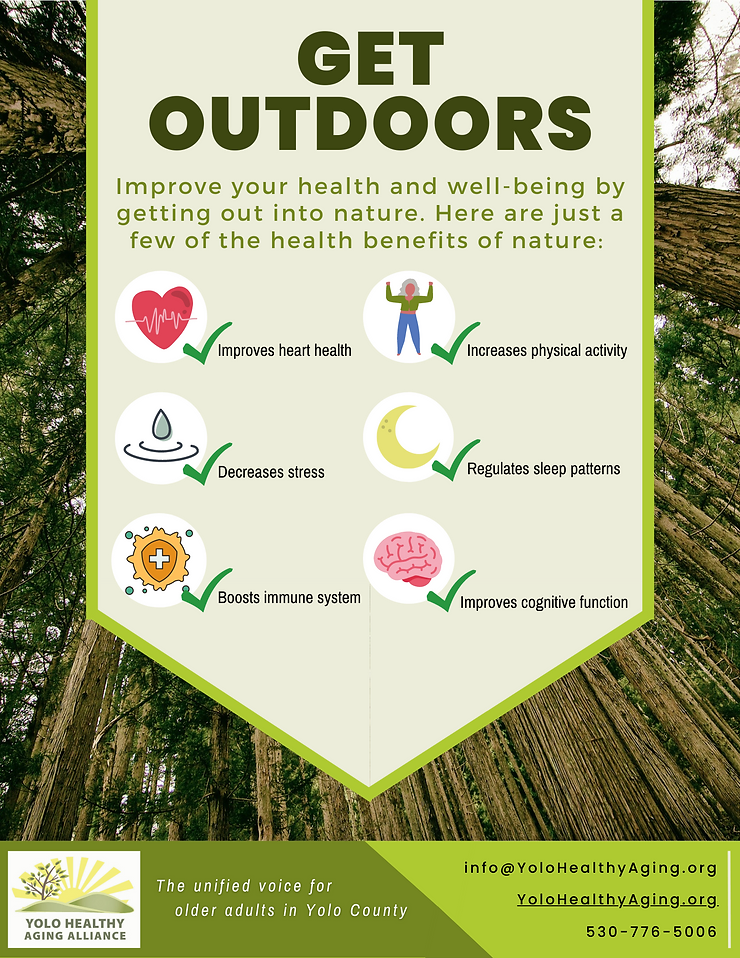 GET
OUTDOORS
Improve your health and well-being by
getting out into nature. Here are just a
few of the health benefits of nature:
Improves heart health
Increases physical activity
Decreases stress
Regulates sleep patterns
Boosts immune system
Improves cognitive function
YOLO HEALTHY
AGING ALLIANCE
The unified voice for
older adults in Yolo County
info@YoloHealthyAging.org
YoloHealthyAging.org
530-776-5006